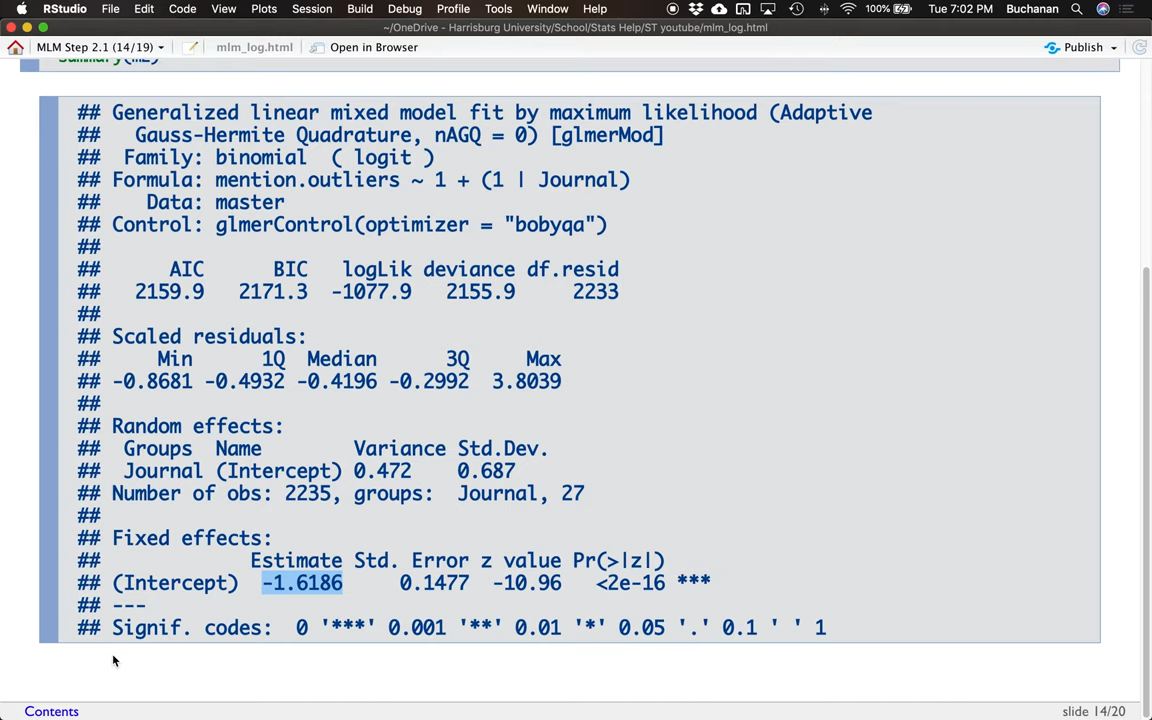 RStudio File Edit Code View Plots Session Build Debug Profile Tools Window Help 100% Tue 7:02 PM Buchanan
~/OneDrive - Harrisburg University/School/Stats Help/ST youtube/mlm_log.html
MLM Step 2.1 (14/19) mlm_log.html Open in Browser Publish
summary(m2)
## Generalized linear mixed model fit by maximum likelihood (Adaptive
## Gauss-Hermite Quadrature, nAGQ = 0) [glmerMod]
## Family: binomial ( logit )
## Formula: mention.outliers ~ 1 + (1 | Journal)
## Data: master
## Control: glmerControl(optimizer = "bobyqa")
##
## AIC BIC logLik deviance df.resid
## 2159.9 2171.3 -1077.9 2155.9 2233
##
## Scaled residuals:
## Min 1Q Median 3Q Max
## -0.8681 -0.4932 -0.4196 -0.2992 3.8039
##
## Random effects:
## Groups Name Variance Std.Dev.
## Journal (Intercept) 0.472 0.687
## Number of obs: 2235, groups: Journal, 27
##
## Fixed effects:
## Estimate Std. Error z value Pr(>|z|)
## (Intercept) -1.6186 0.1477 -10.96 <2e-16 ***
## ---
## Signif. codes: 0 '***' 0.001 '**' 0.01 '*' 0.05 '.' 0.1 ' ' 1
Contents slide 14/20